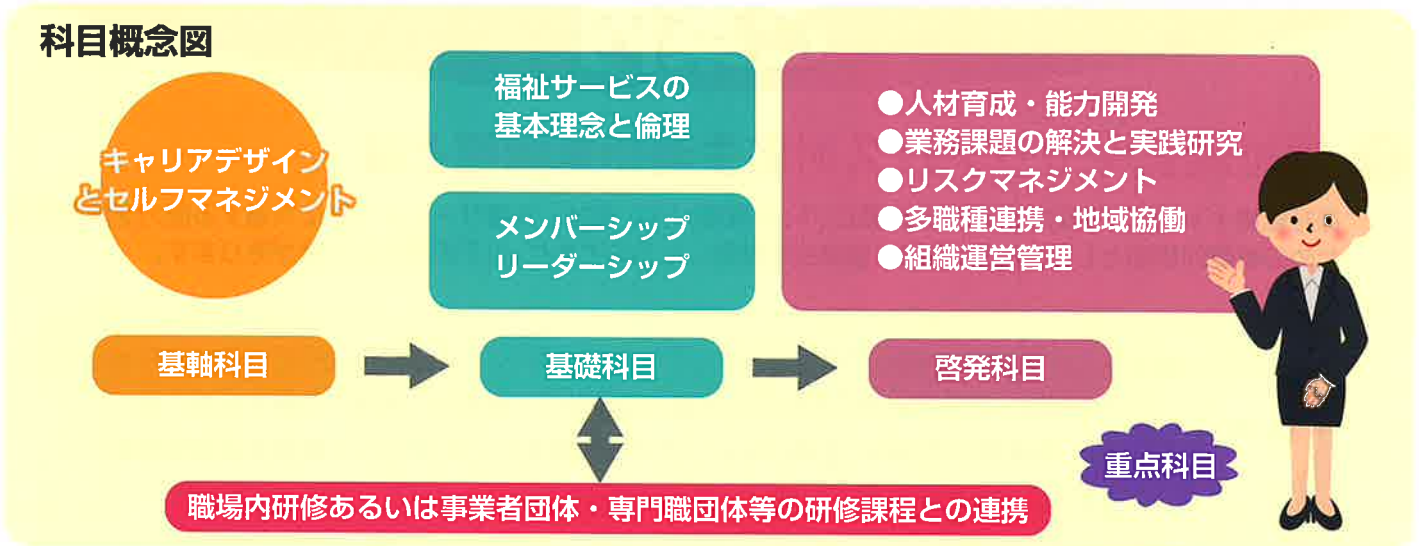 科目概念図
キャリアデザイン
とセルフマネジメント
福祉サービスの
基本理念と倫理
メンバーシップ
リーダーシップ
●人材育成・能力開発
●業務課題の解決と実践研究
●リスクマネジメント
●多職種連携・地域協働
●組織運営管理
基軸科目
基礎科目
啓発科目
重点科目
職場内研修あるいは事業者団体・専門職団体等の研修課程との連携